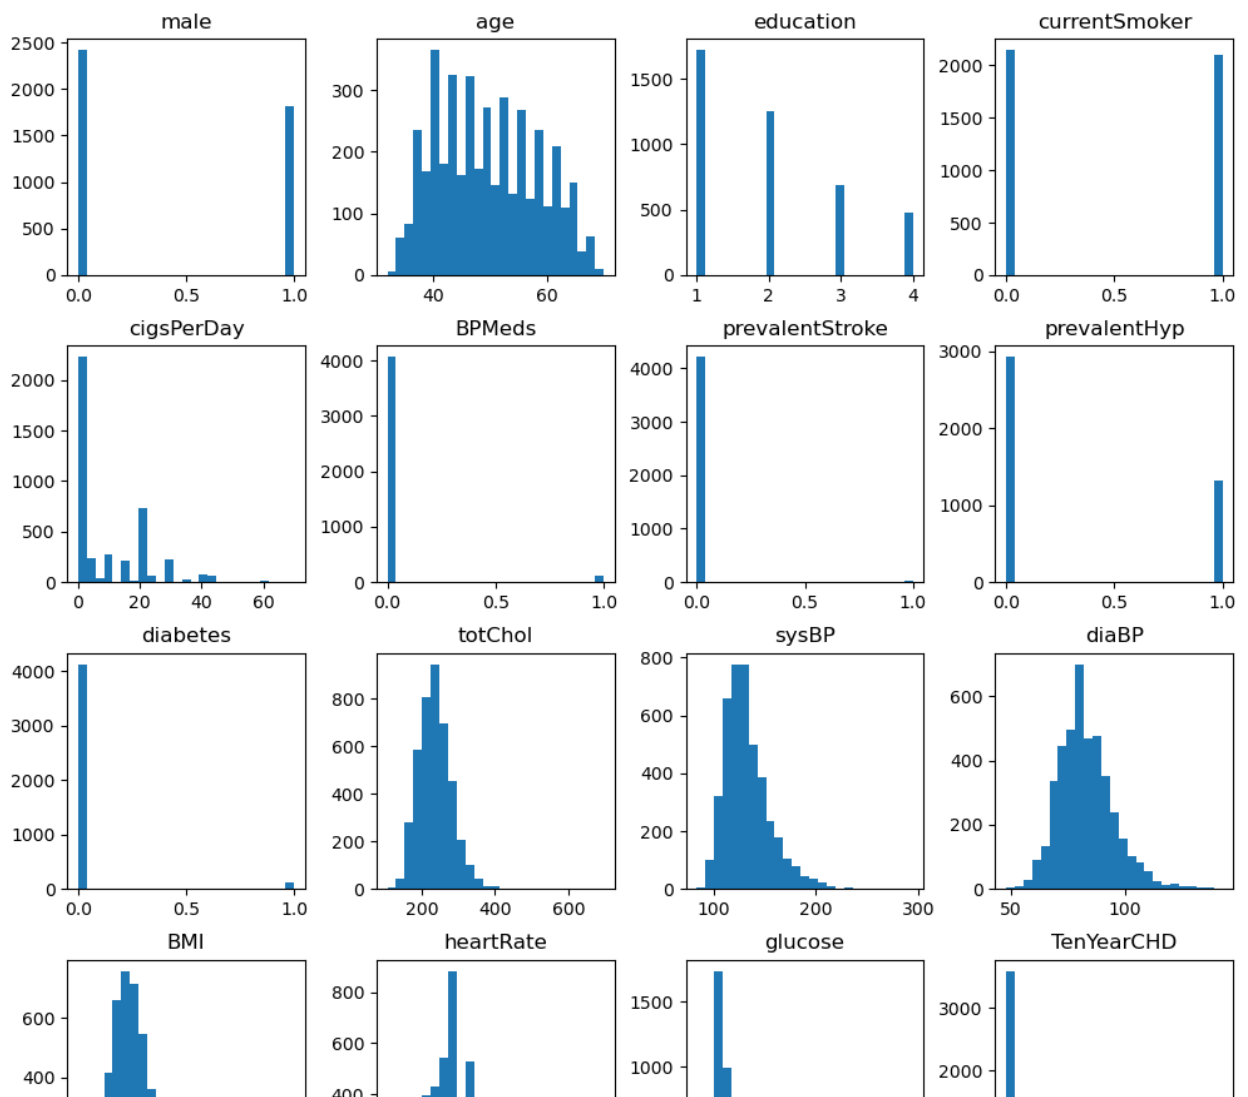 male age education currentSmoker
2500 2000 1500 1000 500 0 0.0 0.5 1.0
300 200 100 0 40 60
1500 1000 500 0 1 2 3 4
2000 1500 1000 500 0 0.0 0.5 1.0
cigsPerDay BPMeds prevalentStroke prevalentHyp
2000 1500 1000 500 0 0 20 40 60
4000 3000 2000 1000 0 0.0 0.5 1.0
4000 3000 2000 1000 0 0.0 0.5 1.0
3000 2000 1000 0 0.0 0.5 1.0
diabetes totChol sysBP diaBP
4000 3000 2000 1000 0 0.0 0.5 1.0
800 600 400 200 0 200 400 600
800 600 400 200 0 100 200 300
600 400 200 0 50 100
BMI heartRate glucose TenYearCHD
600 400
800 600 400
1500 1000
3000 2000